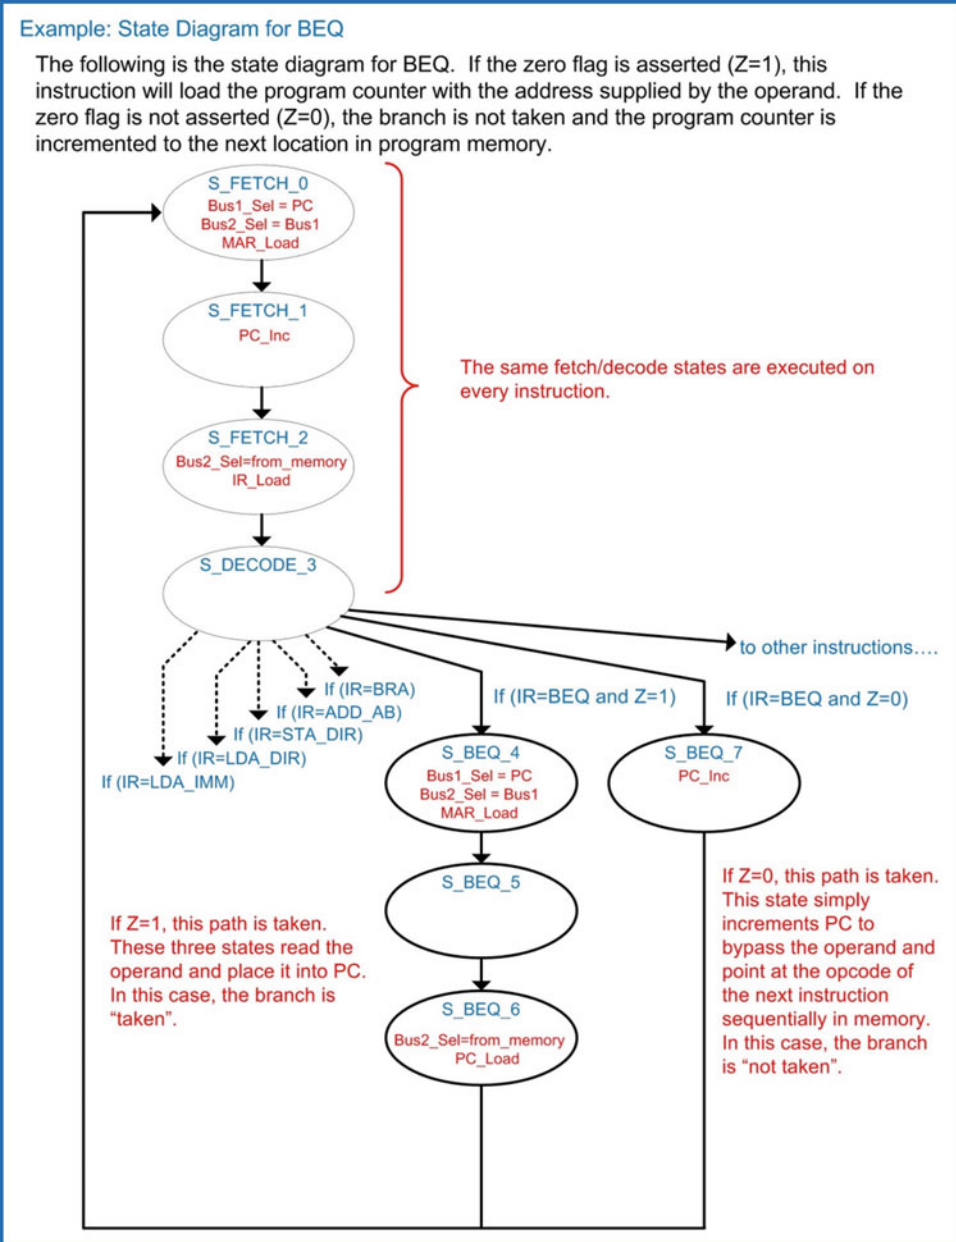 Example: State Diagram for BEQ
The following is the state diagram for BEQ.  If the zero flag is asserted (Z=1), this
instruction will load the program counter with the address supplied by the operand.  If the
zero flag is not asserted (Z=0), the branch is not taken and the program counter is
incremented to the next location in program memory.
S_FETCH_0
Bus1_Sel = PC
Bus2_Sel = Bus1
MAR_Load
S_FETCH_1
PC_Inc
The same fetch/decode states are executed on
every instruction.
S_FETCH_2
Bus2_Sel=from_memory
IR_Load
S_DECODE_3
to other instructions....
If (IR=BRA)
If (IR=ADD_AB)
If (IR=STA_DIR)
If (IR=LDA_DIR)
If (IR=LDA_IMM)
If (IR=BEQ and Z=1)
If (IR=BEQ and Z=0)
S_BEQ_4
Bus1_Sel = PC
Bus2_Sel = Bus1
MAR_Load
S_BEQ_7
PC_Inc
S_BEQ_5
If Z=1, this path is taken.
These three states read the
operand and place it into PC.
In this case, the branch is
“taken”.
If Z=0, this path is taken.
This state simply
increments PC to
bypass the operand and
point at the opcode of
the next instruction
sequentially in memory.
In this case, the branch
is “not taken”.
S_BEQ_6
Bus2_Sel=from_memory
PC_Load